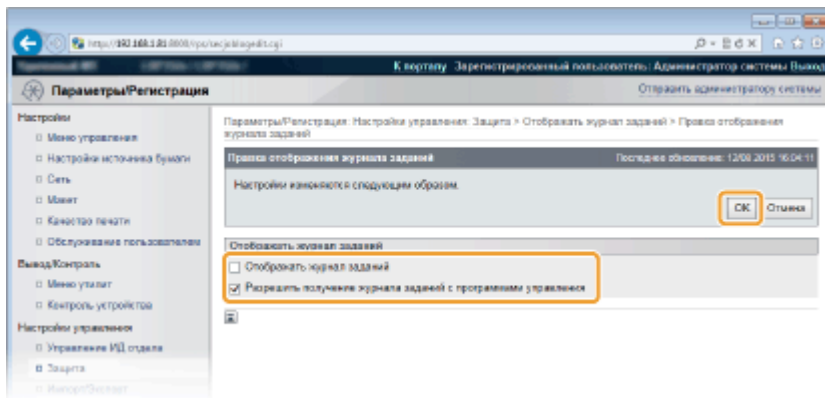 К порталу Зарегистрированный пользователь: Администратор системы Выход
Параметры/Регистрация
Отправить администратору системы
Настройки
Меню управления
Настройки источника бумаги
Сеть
Макет
Качество печати
Обслуживание пользователем
Вывод/Контроль
Меню утилит
Контроль устройства
Настройки управления
Управление ИД отдела
Защита
Импорт/Экспорт
Параметры/Регистрация: Настройки управления: Защита > Отображать журнал заданий > Правка отображения
журнала заданий
Правка отображения журнала заданий
Последнее обновление: 12/08 2015 16:04:11
Настройки изменяются следующим образом.
OK
Отмена
Отображать журнал заданий
Отображать журнал заданий
Разрешить получение журнала заданий с программами управления